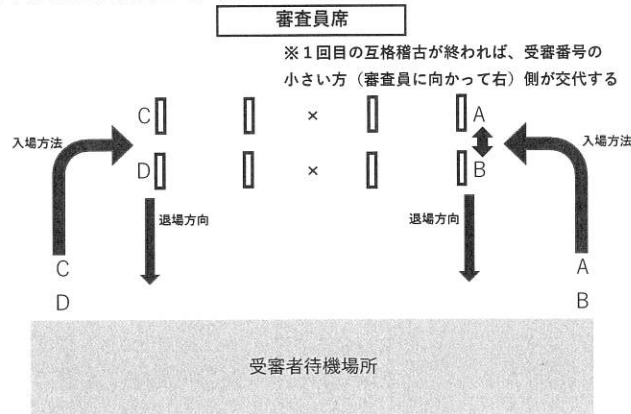 審査員席
※１回目の互格稽古が終われば、受審番号の
小さい方（審査員に向かって右）側が交代する
C × A
入場方法 入場方法
D × B
退場方向 退場方向
C A
D B
受審者待機場所